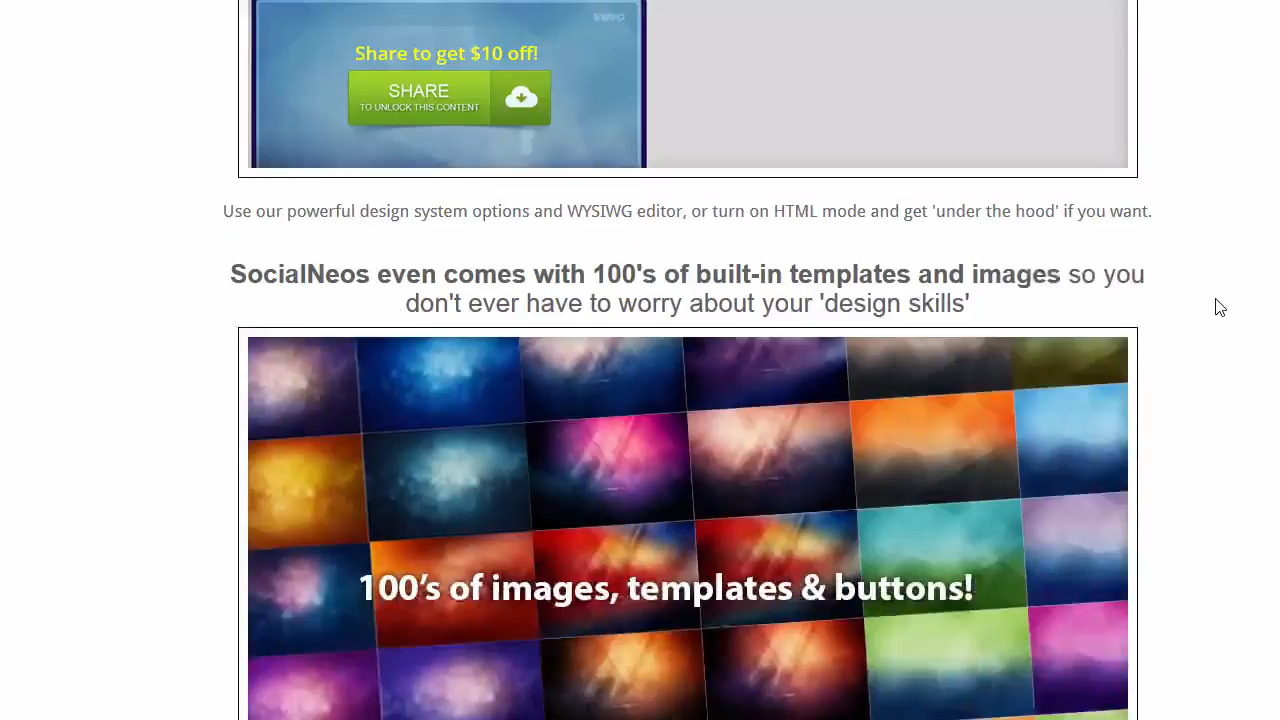 vevo
Share to get $10 off!
SHARE
TO UNLOCK THIS CONTENT
Use our powerful design system options and WYSIWG editor, or turn on HTML mode and get 'under the hood' if you want.
SocialNeos even comes with 100's of built-in templates and images so you
don't ever have to worry about your 'design skills'
100's of images, templates & buttons!